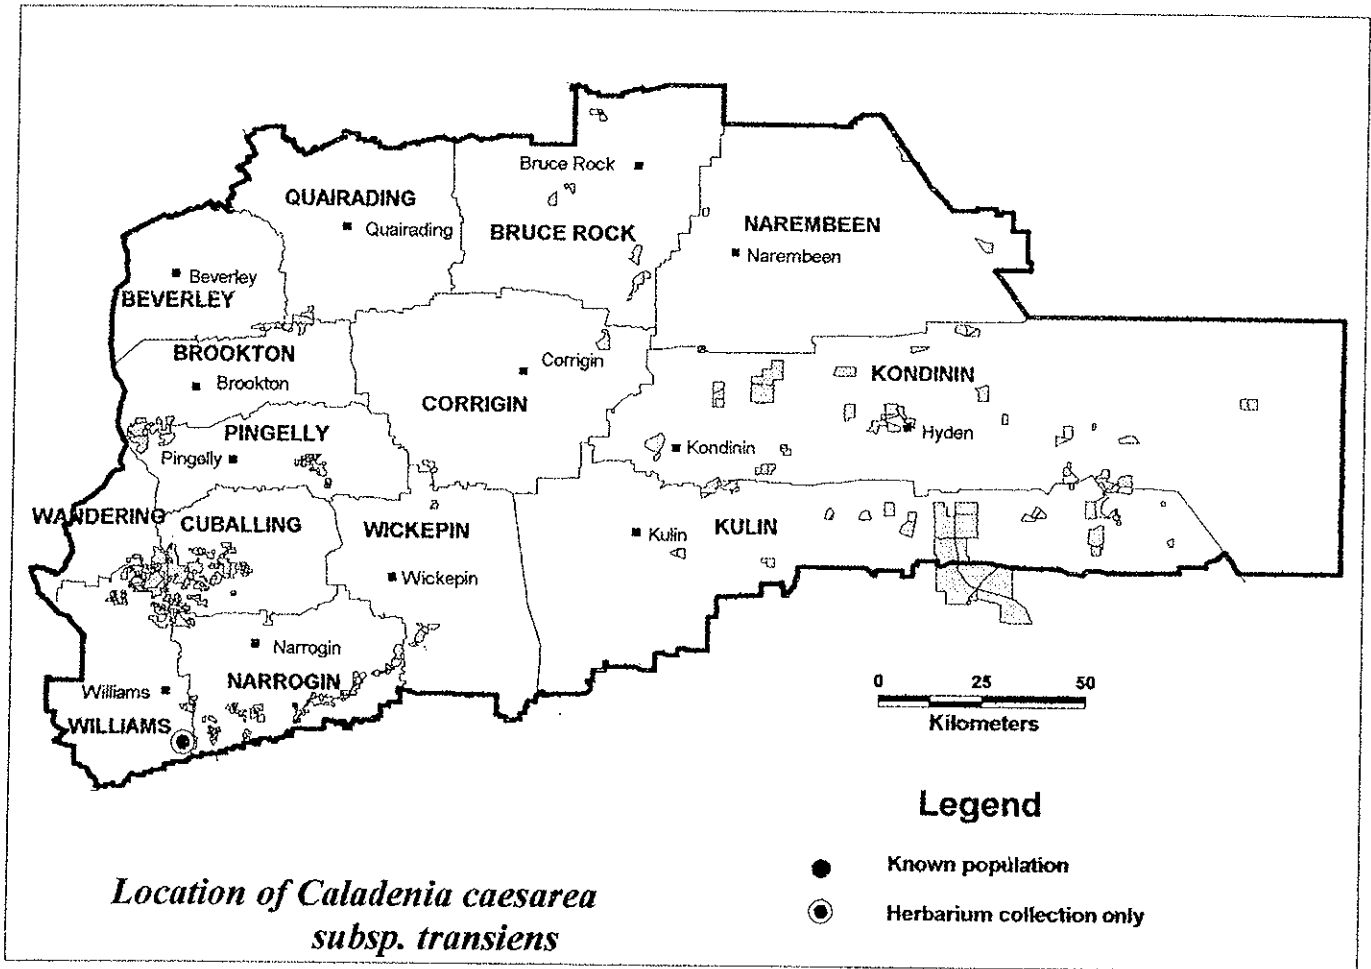 Bruce Rock
QUAIRADING
Quairading
BRUCE ROCK
NAREMBEEN
Narembeen
Beverley
BEVERLEY
BROOKTON
Brookton
Corrigin
CORRIGIN
KONDININ
PINGELLY
Pingelly
Kondinin
Hyden
WANDERING
CUBALLING
WICKEPIN
Kulin
KULIN
Wickepin
Narrogin
NARROGIN
Williams
WILLIAMS
0 25 50
Kilometers
Legend
Known population
Herbarium collection only
Location of Caladenia caesarea
subsp. transiens